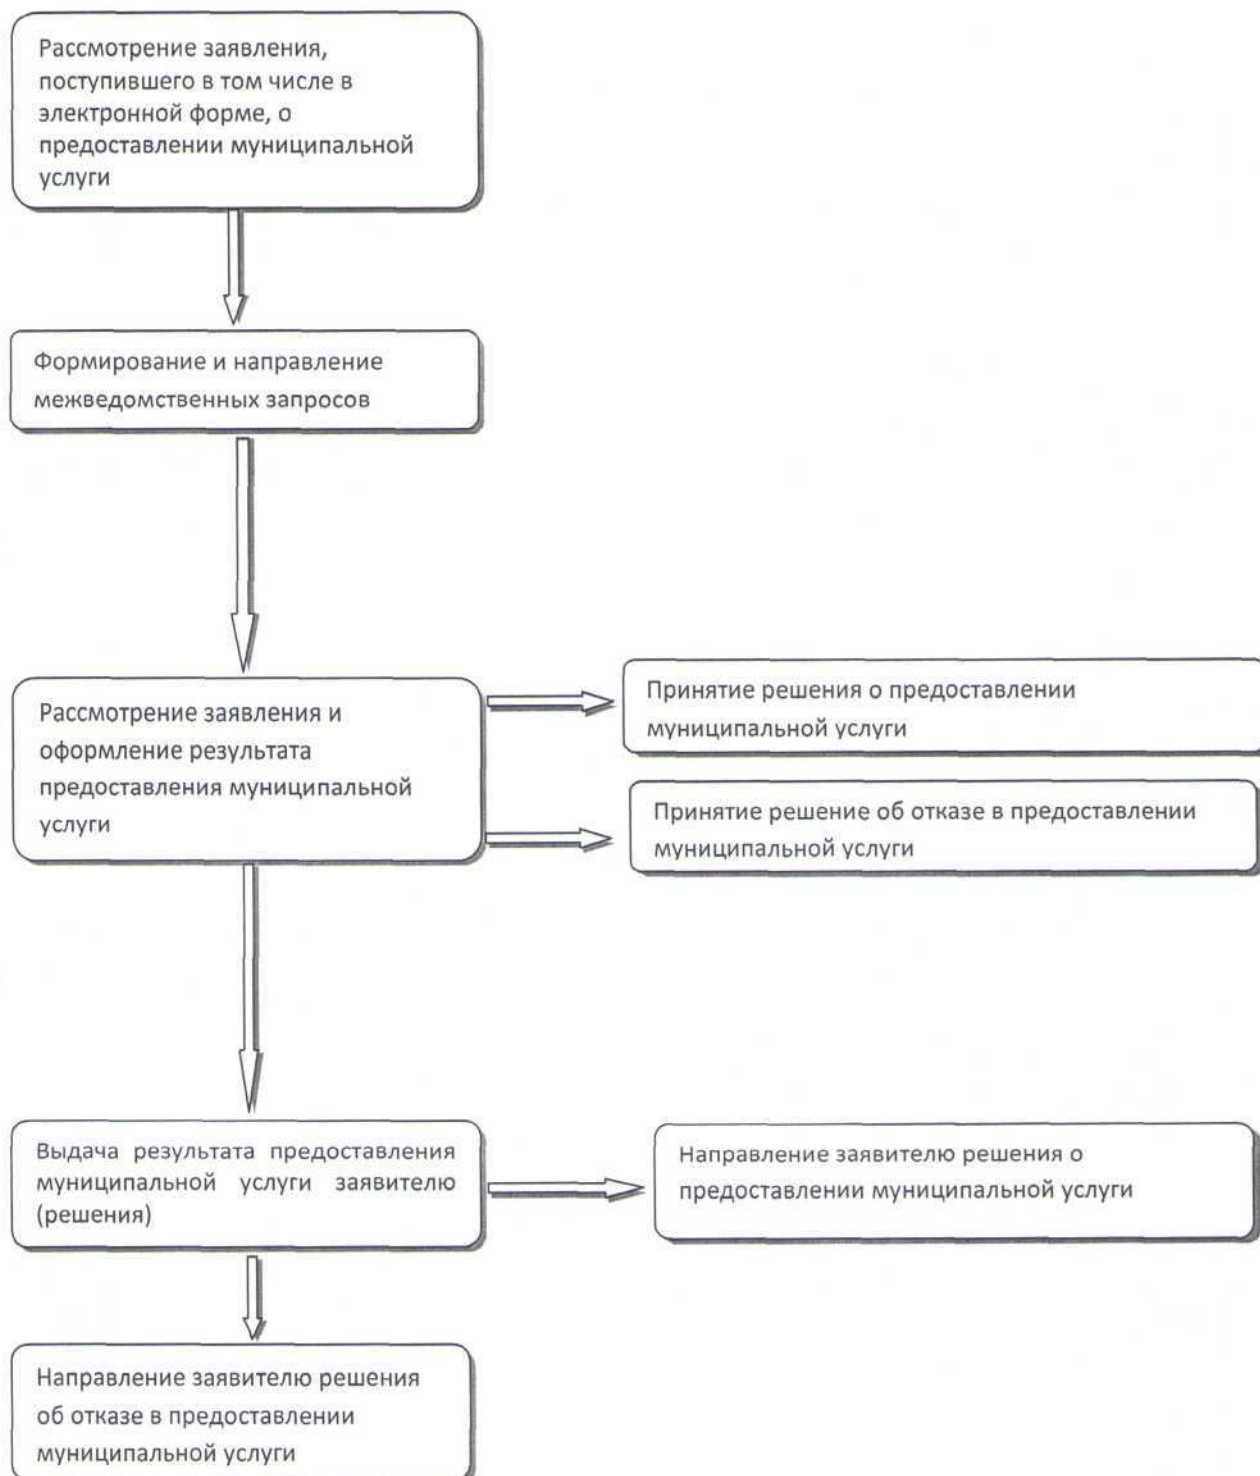 Рассмотрение заявления,
поступившего в том числе в
электронной форме, о
предоставлении муниципальной
услуги
Формирование и направление
межведомственных запросов
Рассмотрение заявления и
оформление результата
предоставления муниципальной
услуги
Принятие решения о предоставлении
муниципальной услуги
Принятие решение об отказе в предоставлении
муниципальной услуги
Выдача результата предоставления
муниципальной услуги заявителю
(решения)
Направление заявителю решения о
предоставлении муниципальной услуги
Направление заявителю решения
об отказе в предоставлении
муниципальной услуги